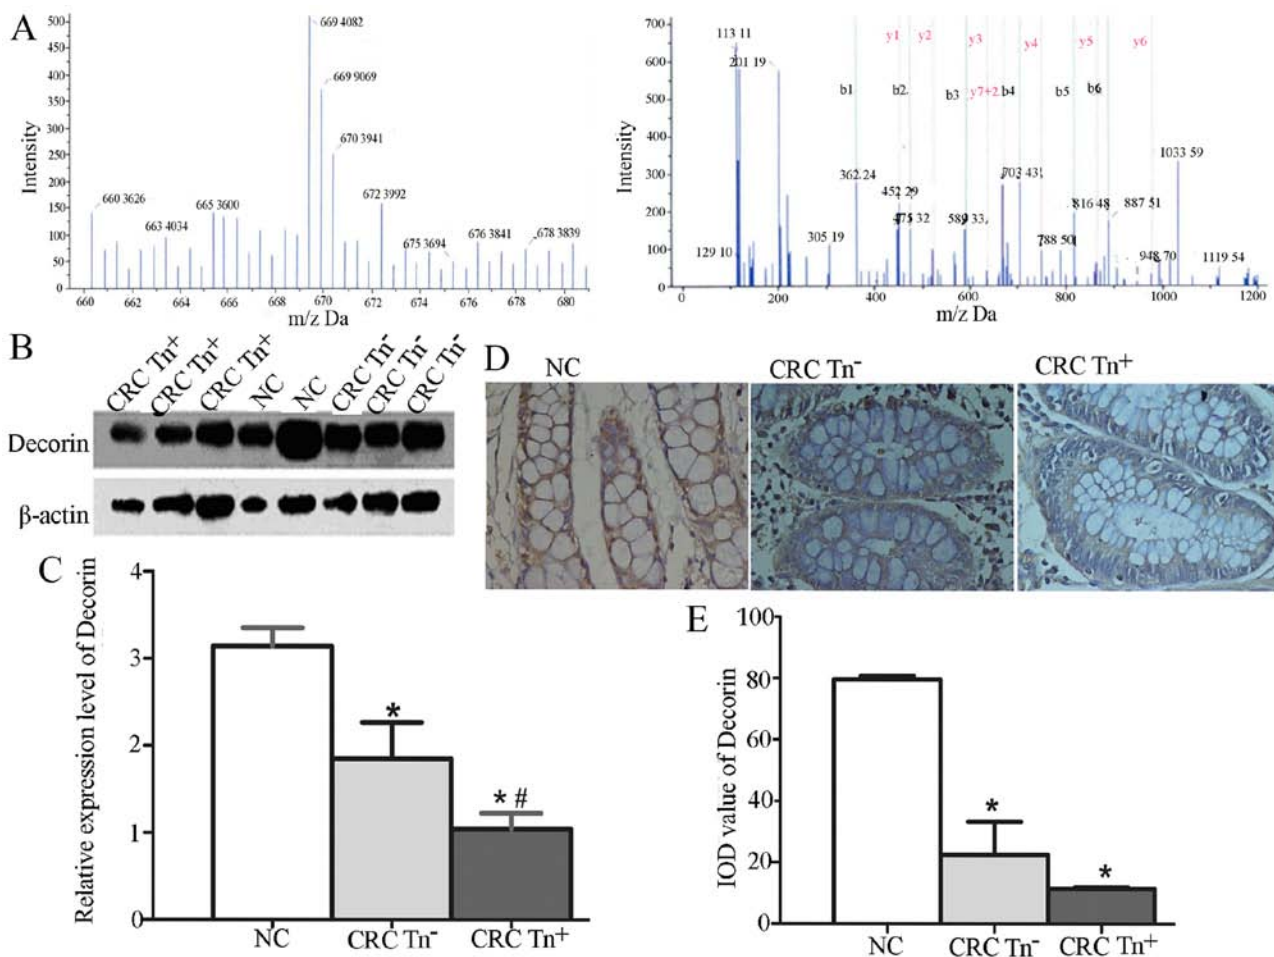 A
Intensity
500
450
400
350
300
250
200
150
100
50
0
669 4082
669 9069
670 3941
660 3626
663 4034
665 3600
672 3992
675 3694
676 3841
678 3839
660
662
664
666
668
670
672
674
676
678
680
m/z Da
Intensity
700
600
500
400
300
200
100
0
113 11
201 19
y1
y2
y3
y4
y5
y6
b1
b2
b3
y7+2
b4
b5
b6
1033 59
362.24
452 29
703 43
816 48
887 51
475 32
589 33
305 19
129 10
788 50
948 70
1119 54
0
200
400
600
800
1000
1200
m/z Da
B
CRC Tn+
CRC Tn+
CRC Tn+
NC
NC
CRC Tn-
CRC Tn-
CRC Tn-
Decorin
β-actin
D
NC
CRC Tn-
CRC Tn+
C
Relative expression level of Decorin
4
3
2
1
0
*
* #
NC
CRC Tn-
CRC Tn+
E
IOD value of Decorin
100
80
60
40
20
0
*
*
NC
CRC Tn-
CRC Tn+